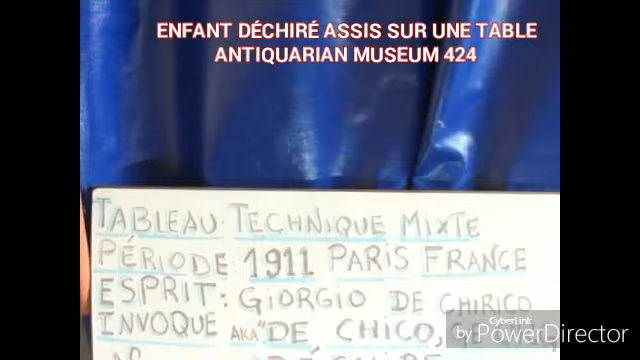 ENFANT DÉCHIRÉ ASSIS SUR UNE TABLE
ANTIQUARIAN MUSEUM 424
TABLEAU: TECHNIQUE MIXTE
PÉRIODE 1911 PARIS FRANCE
ESPRIT: GIORGIO DE CHIRICO
INVOQUE AKA "DE CHICO,
CyberLink
by PowerDirector